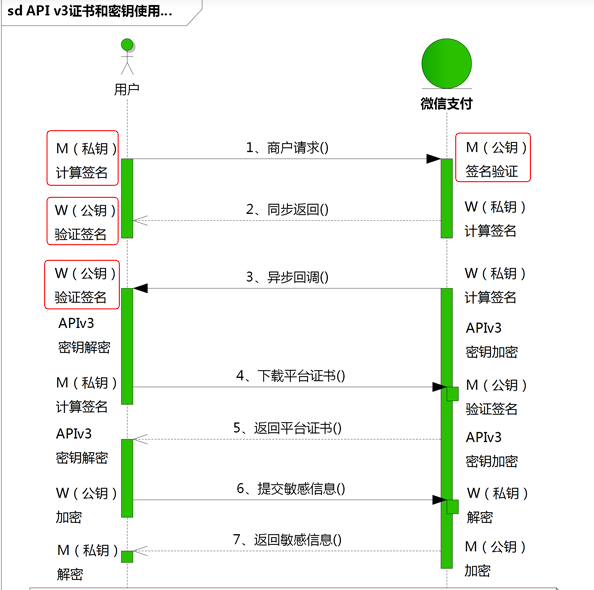 sd API v3证书和密钥使用...
用户
微信支付
M（私钥）
计算签名
1、商户请求()
M（公钥）
签名验证
W（公钥）
验证签名
2、同步返回()
W（私钥）
计算签名
W（公钥）
验证签名
3、异步回调()
W（私钥）
计算签名
APIv3
密钥解密
APIv3
密钥加密
M（私钥）
计算签名
4、下载平台证书()
M（公钥）
验证签名
APIv3
密钥解密
5、返回平台证书()
APIv3
密钥加密
W（公钥）
加密
6、提交敏感信息()
W（私钥）
解密
M（私钥）
解密
7、返回敏感信息()
M（公钥）
加密